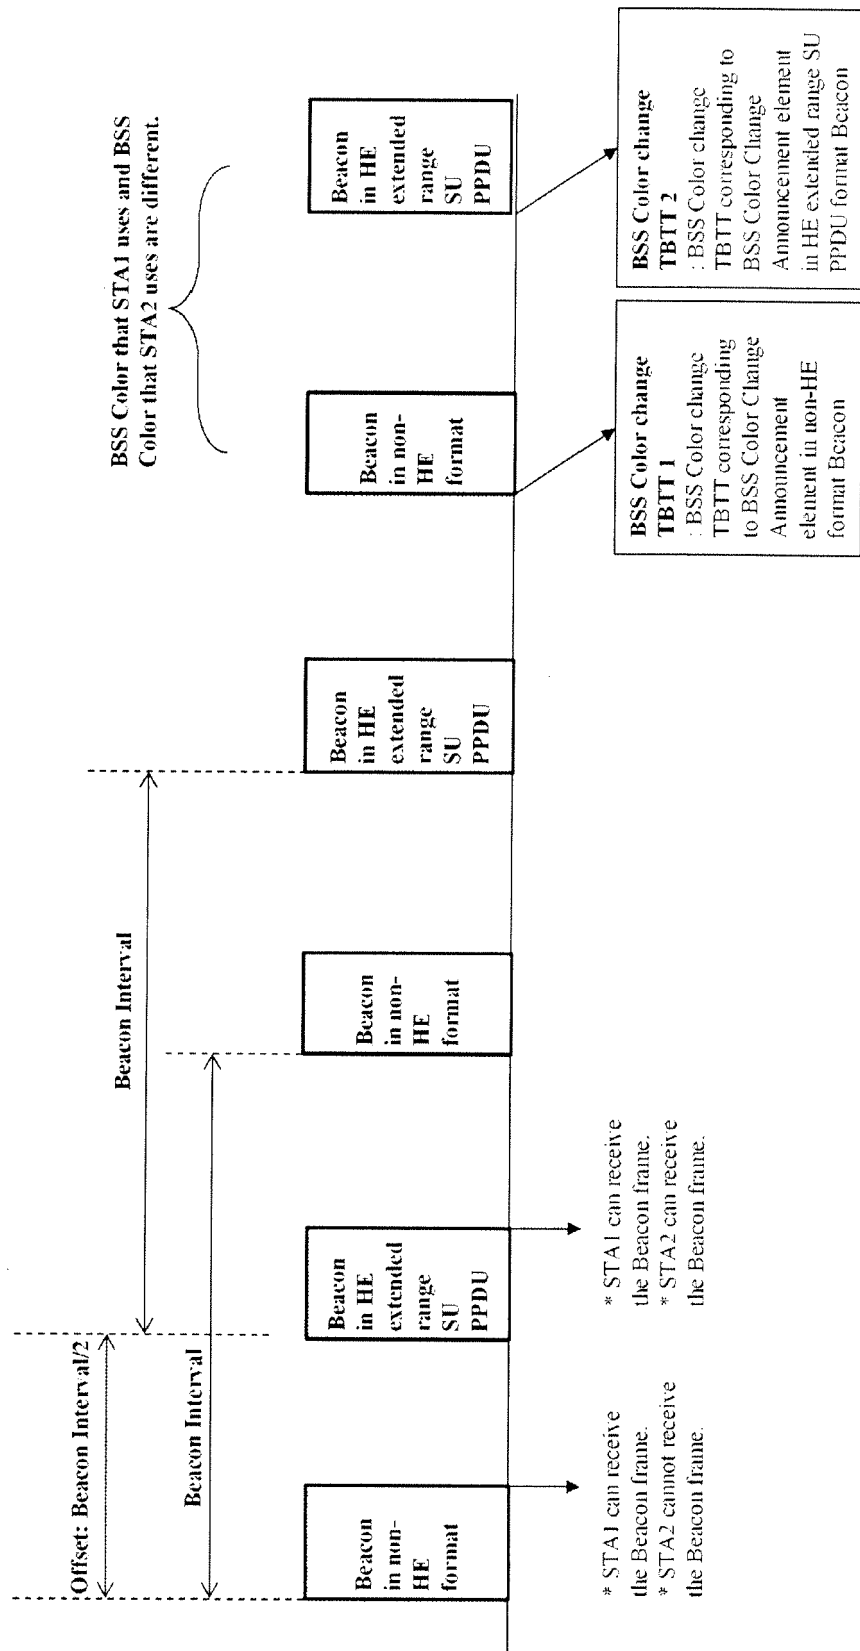 BSS Color that STA1 uses and BSS
Color that STA2 uses are different.
Offset: Beacon Interval/2
Beacon Interval
Beacon Interval
Beacon
in non-
HE
format
Beacon
in HE
extended
range
SU
PPDU
Beacon
in non-
HE
format
Beacon
in HE
extended
range
SU
PPDU
Beacon
in non-
HE
format
Beacon
in HE
extended
range
SU
PPDU
* STA1 can receive
the Beacon frame.
* STA2 cannot receive
the Beacon frame.
* STA1 can receive
the Beacon frame.
* STA2 can receive
the Beacon frame.
BSS Color change
TBTT 1
: BSS Color change
TBTT corresponding
to BSS Color Change
Announcement
element in non-HE
format Beacon
BSS Color change
TBTT 2
: BSS Color change
TBTT corresponding to
BSS Color Change
Announcement element
in HE extended range SU
PPDU format Beacon